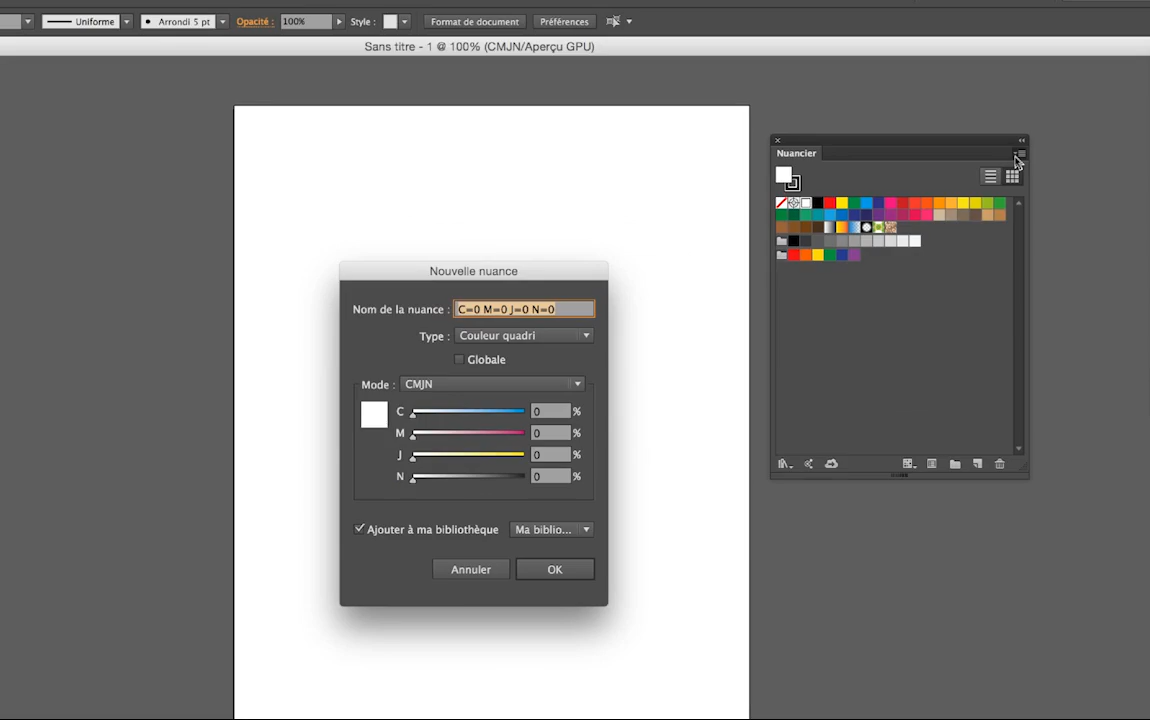 Uniforme Arrondi 5 pt Opacité : 100% Style : Format de document Préférences
Sans titre - 1 @ 100% (CMJN/Aperçu GPU)
Nuancier
Nouvelle nuance
Nom de la nuance : C=0 M=0 J=0 N=0
Type : Couleur quadri
Globale
Mode : CMJN
C 0 %
M 0 %
J 0 %
N 0 %
Ajouter à ma bibliothèque Ma biblio...
Annuler OK